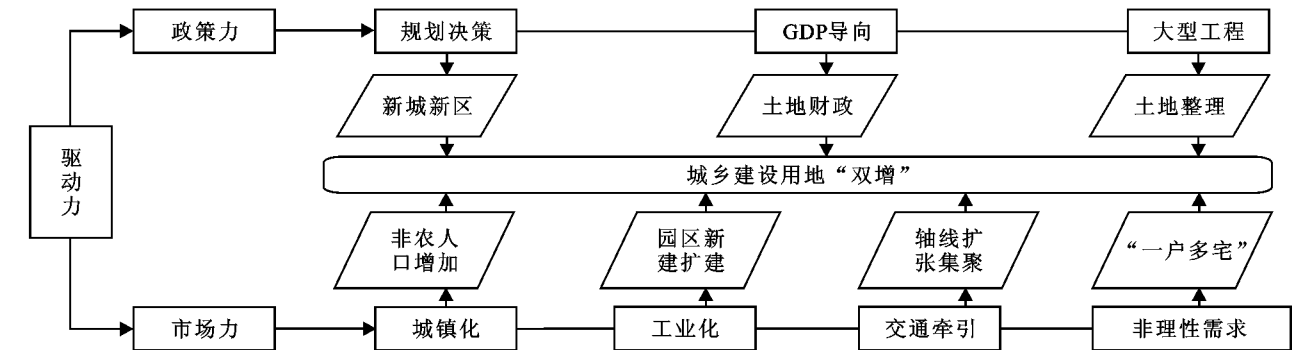 政策力
规划决策
GDP导向
大型工程
新城新区
土地财政
土地整理
驱
动
力
城乡建设用地“双增”
非农人
口增加
园区新
建扩建
轴线扩
张集聚
“一户多宅”
市场力
城镇化
工业化
交通牵引
非理性需求